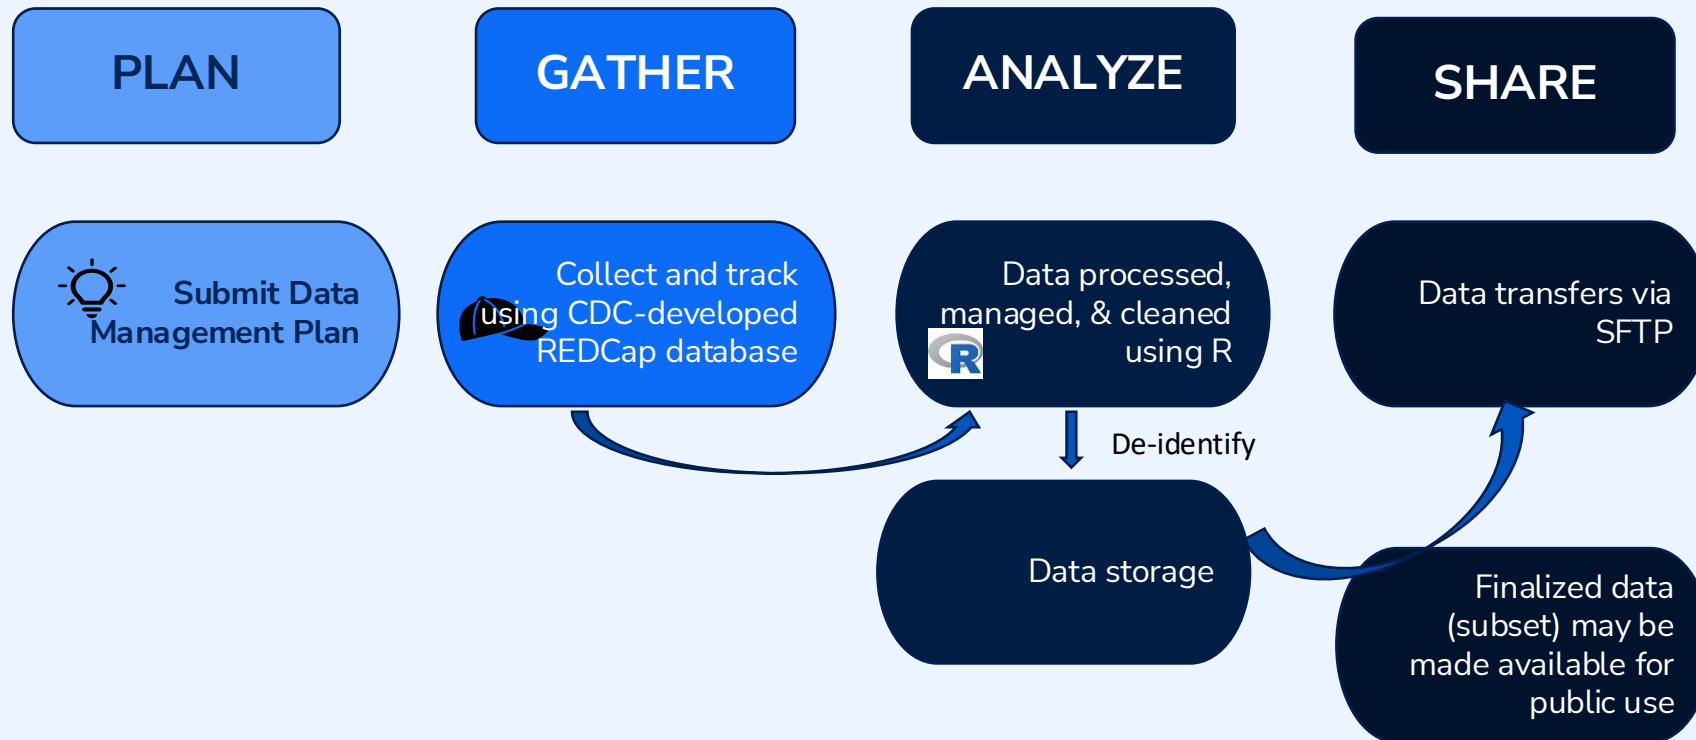 PLAN
GATHER
ANALYZE
SHARE
Submit Data
Management Plan
Collect and track
using CDC-developed
REDCap database
Data processed,
managed, & cleaned
using R
R
Data transfers via
SFTP
De-identify
Data storage
Finalized data
(subset) may be
made available for
public use